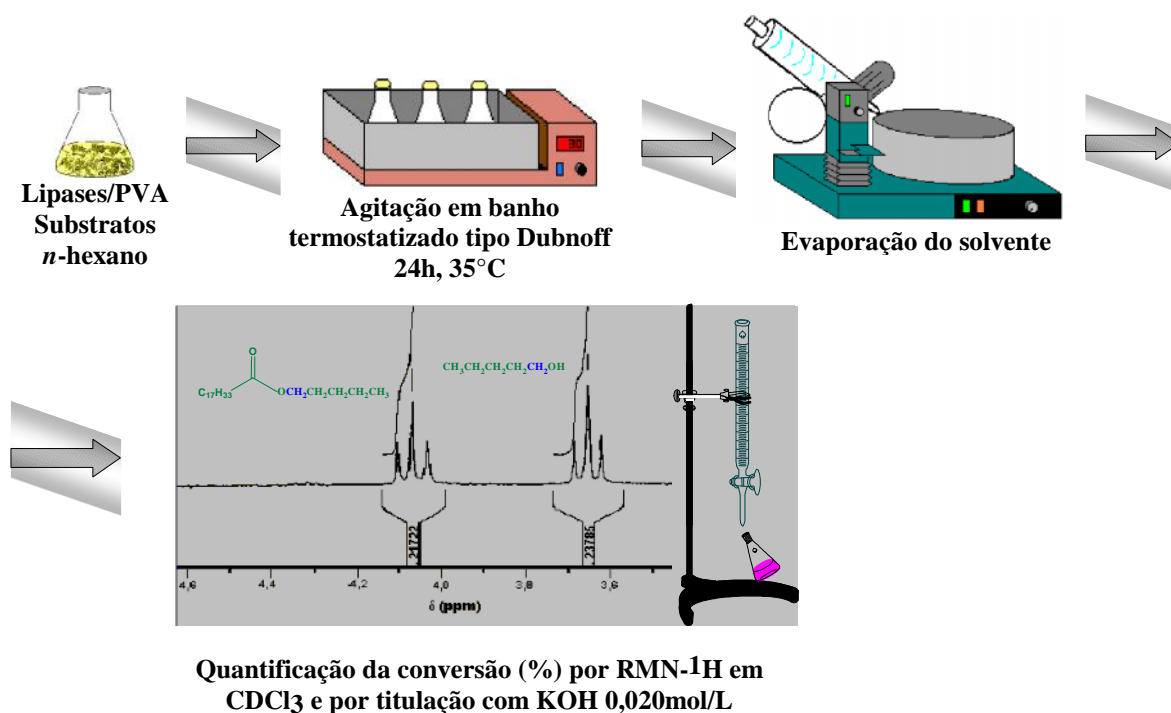 30
Lipases/PVA
Substratos
n-hexano
Agitação em banho
termostatizado tipo Dubnoff
24h, 35°C
Evaporação do solvente
O
C17H33
OCH2CH2CH2CH2CH3
CH3CH2CH2CH2CH2OH
21722
23785
4,6
4,4
4,2
4,0
3,8
3,6
δ (ppm)
Quantificação da conversão (%) por RMN-1H em
CDCl3 e por titulação com KOH 0,020mol/L